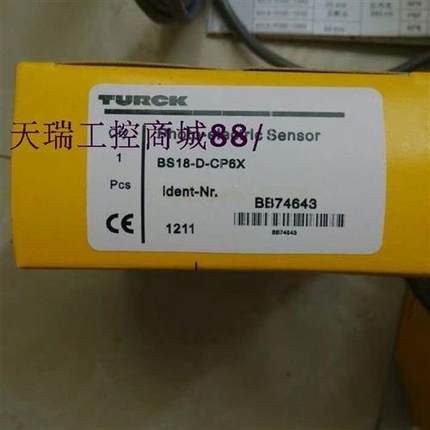 TURCK
天瑞工控商城88/
Sensor
1
BS18-D-CP6X
Pcs
Ident-Nr.
BB74643
CE
1211
BB74643